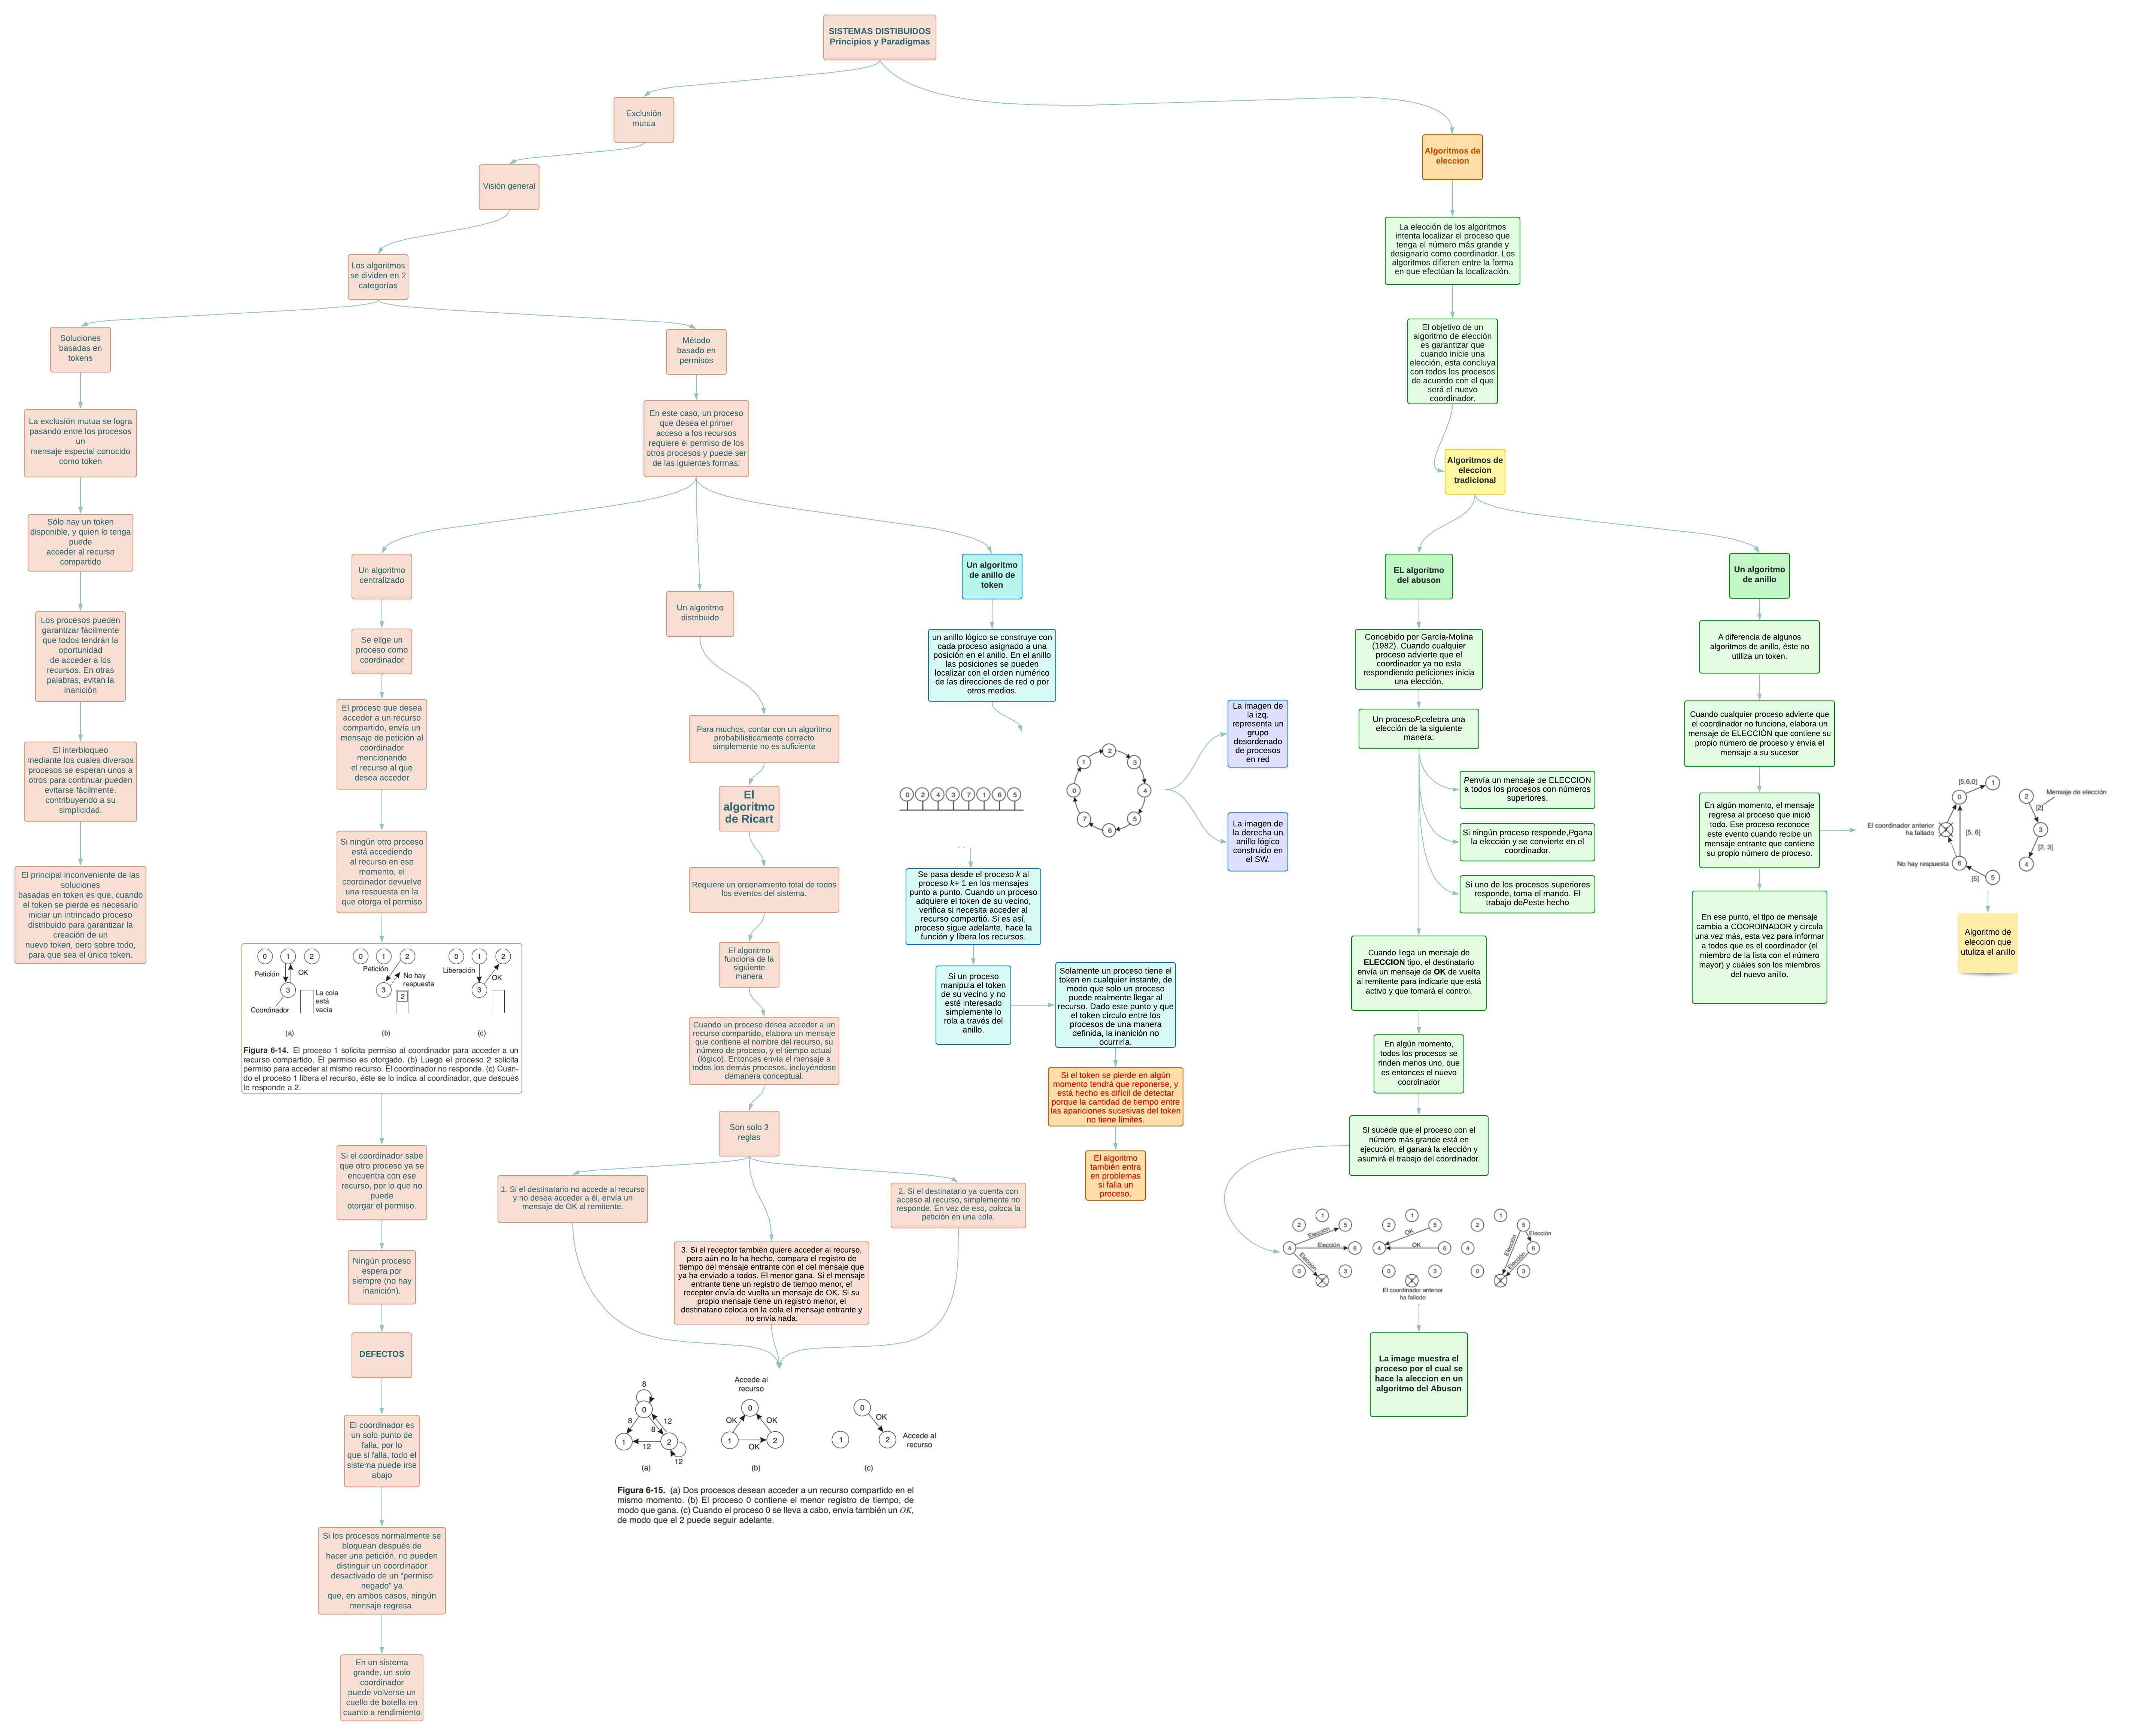 SISTEMAS DISTIBUIDOS
Principios y Paradigmas
Exclusión
mutua
Visión general
Los algoritmos
se dividen en 2
categorías
Soluciones
basadas en
tokens
La exclusión mutua se logra
pasando entre los procesos
un
mensaje especial conocido
como token
Sólo hay un token
disponible, y quien lo tenga
puede
acceder al recurso
compartido
Los procesos pueden
garantizar fácilmente
que todos tendrán la
oportunidad
de acceder a los
recursos. En otras
palabras, evitan la
inanición
El interbloqueo
mediante los cuales diversos
procesos se esperan unos a
otros para continuar pueden
evitarse fácilmente,
contribuyendo a su
simplicidad.
El principal inconveniente de las
soluciones
basadas en token es que, cuando
el token se pierde es necesario
iniciar un intrincado proceso
distribuido para garantizar la
creación de un
nuevo token, pero sobre todo,
para que sea el único token.
Método
basado en
permisos
En este caso, un proceso
que desea el primer
acceso a los recursos
requiere el permiso de los
otros procesos y puede ser
de las iguientes formas:
Un algoritmo
centralizado
Se elige un
proceso como
coordinador
El proceso que desea
acceder a un recurso
compartido, envía un
mensaje de petición al
coordinador
mencionando
el recurso al que
desea acceder
Si ningún otro proceso
está accediendo
al recurso en ese
momento, el
coordinador devuelve
una respuesta en la
que otorga el permiso
0 1 2
Petición
OK
3
Coordinador
La cola
está
vacía
(a)
0 1 2
Petición
No hay
respuesta
3
2
(b)
0 1 2
Liberación
OK
3
(c)
Figura 6-14. El proceso 1 solicita permiso al coordinador para acceder a un
recurso compartido. El permiso es otorgado. (b) Luego el proceso 2 solicita
permiso para acceder al mismo recurso. El coordinador no responde. (c) Cuan-
do el proceso 1 libera el recurso, éste se lo indica al coordinador, que después
le responde a 2.
Si el coordinador sabe
que otro proceso ya se
encuentra con ese
recurso, por lo que no
puede
otorgar el permiso.
Ningún proceso
espera por
siempre (no hay
inanición).
DEFECTOS
El coordinador es
un solo punto de
falla, por lo
que si falla, todo el
sistema puede irse
abajo
Si los procesos normalmente se
bloquean después de
hacer una petición, no pueden
distinguir un coordinador
desactivado de un “permiso
negado” ya
que, en ambos casos, ningún
mensaje regresa.
En un sistema
grande, un solo
coordinador
puede volverse un
cuello de botella en
cuanto a rendimiento
Un algoritmo
distribuido
Para muchos, contar con un algoritmo
probabilísticamente correcto
simplemente no es suficiente
El
algoritmo
de Ricart
Requiere un ordenamiento total de todos
los eventos del sistema.
El algoritmo
funciona de la
siguiente
manera
Cuando un proceso desea acceder a un
recurso compartido, elabora un mensaje
que contiene el nombre del recurso, su
número de proceso, y el tiempo actual
(lógico). Entonces envía el mensaje a
todos los demás procesos, incluyéndose
demanera conceptual.
Son solo 3
reglas
1. Si el destinatario no accede al recurso
y no desea acceder a él, envía un
mensaje de OK al remitente.
2. Si el destinatario ya cuenta con
acceso al recurso, simplemente no
responde. En vez de eso, coloca la
petición en una cola.
3. Si el receptor también quiere acceder al recurso,
pero aún no lo ha hecho, compara el registro de
tiempo del mensaje entrante con el del mensaje que
ya ha enviado a todos. El menor gana. Si el mensaje
entrante tiene un registro de tiempo menor, el
receptor envía de vuelta un mensaje de OK. Si su
propio mensaje tiene un registro menor, el
destinatario coloca en la cola el mensaje entrante y
no envía nada.
8
0
8 12
8
1 2
12
12
(a)
Accede al
recurso
0
OK OK
1 2
OK
(b)
0
OK
1 2
Accede al
recurso
(c)
Figura 6-15. (a) Dos procesos desean acceder a un recurso compartido en el
mismo momento. (b) El proceso 0 contiene el menor registro de tiempo, de
modo que gana. (c) Cuando el proceso 0 se lleva a cabo, envía también un OK,
de modo que el 2 puede seguir adelante.
Un algoritmo
de anillo de
token
un anillo lógico se construye con
cada proceso asignado a una
posición en el anillo. En el anillo
las posiciones se pueden
localizar con el orden numérico
de las direcciones de red o por
otros medios.
0 2 4 3 7 1 6 5
2
1 3
0 4
7 5
6
La imagen de
la izq.
representa un
grupo
desordenado
de procesos
en red
La imagen de
la derecha un
anillo lógico
construido en
el SW.
Se pasa desde el proceso k al
proceso k+ 1 en los mensajes
punto a punto. Cuando un proceso
adquiere el token de su vecino,
verifica si necesita acceder al
recurso compartió. Si es así,
proceso sigue adelante, hace la
función y libera los recursos.
Si un proceso
manipula el token
de su vecino y no
esté interesado
simplemente lo
rola a través del
anillo.
Solamente un proceso tiene el
token en cualquier instante, de
modo que solo un proceso
puede realmente llegar al
recurso. Dado este punto y que
el token circulo entre los
procesos de una manera
definida, la inanición no
ocurriría.
Si el token se pierde en algún
momento tendrá que reponerse, y
está hecho es difícil de detectar
porque la cantidad de tiempo entre
las apariciones sucesivas del token
no tiene límites.
El algoritmo
también entra
en problemas
si falla un
proceso.
Algoritmos de
eleccion
La elección de los algoritmos
intenta localizar el proceso que
tenga el número más grande y
designarlo como coordinador. Los
algoritmos difieren entre la forma
en que efectúan la localización.
El objetivo de un
algoritmo de elección
es garantizar que
cuando inicie una
elección, esta concluya
con todos los procesos
de acuerdo con el que
será el nuevo
coordinador.
Algoritmos de
eleccion
tradicional
EL algoritmo
del abuson
Concebido por García-Molina
(1982). Cuando cualquier
proceso advierte que el
coordinador ya no esta
respondiendo peticiones inicia
una elección.
Un procesoP,celebra una
elección de la siguiente
manera:
Penvía un mensaje de ELECCION
a todos los procesos con números
superiores.
Si ningún proceso responde,Pgana
la elección y se convierte en el
coordinador.
Si uno de los procesos superiores
responde, toma el mando. El
trabajo dePeste hecho
Cuando llega un mensaje de
ELECCION tipo, el destinatario
envía un mensaje de OK de vuelta
al remitente para indicarle que está
activo y que tomará el control.
En algún momento,
todos los procesos se
rinden menos uno, que
es entonces el nuevo
coordinador
Si sucede que el proceso con el
número más grande está en
ejecución, él ganará la elección y
asumirá el trabajo del coordinador.
1
2 5
Elección
4 6
Elección
Elección
0 3
7
1
2 5
OK
4 6
OK
0 3
7
El coordinador anterior
ha fallado
1
2 5
Elección
4 6
Elección
Elección
0 3
7
La image muestra el
proceso por el cual se
hace la aleccion en un
algoritmo del Abuson
Un algoritmo
de anillo
A diferencia de algunos
algoritmos de anillo, éste no
utiliza un token.
Cuando cualquier proceso advierte que
el coordinador no funciona, elabora un
mensaje de ELECCIÓN que contiene su
propio número de proceso y envía el
mensaje a su sucesor
En algún momento, el mensaje
regresa al proceso que inició
todo. Ese proceso reconoce
este evento cuando recibe un
mensaje entrante que contiene
su propio número de proceso.
En ese punto, el tipo de mensaje
cambia a COORDINADOR y circula
una vez más, esta vez para informar
a todos que es el coordinador (el
miembro de la lista con el número
mayor) y cuáles son los miembros
del nuevo anillo.
[5,6,0]
1
0
2
Mensaje de elección
[2]
El coordinador anterior
ha fallado
7
[5, 6]
3
[2, 3]
No hay respuesta
6
4
[5]
5
Algoritmo de
eleccion que
utuliza el anillo